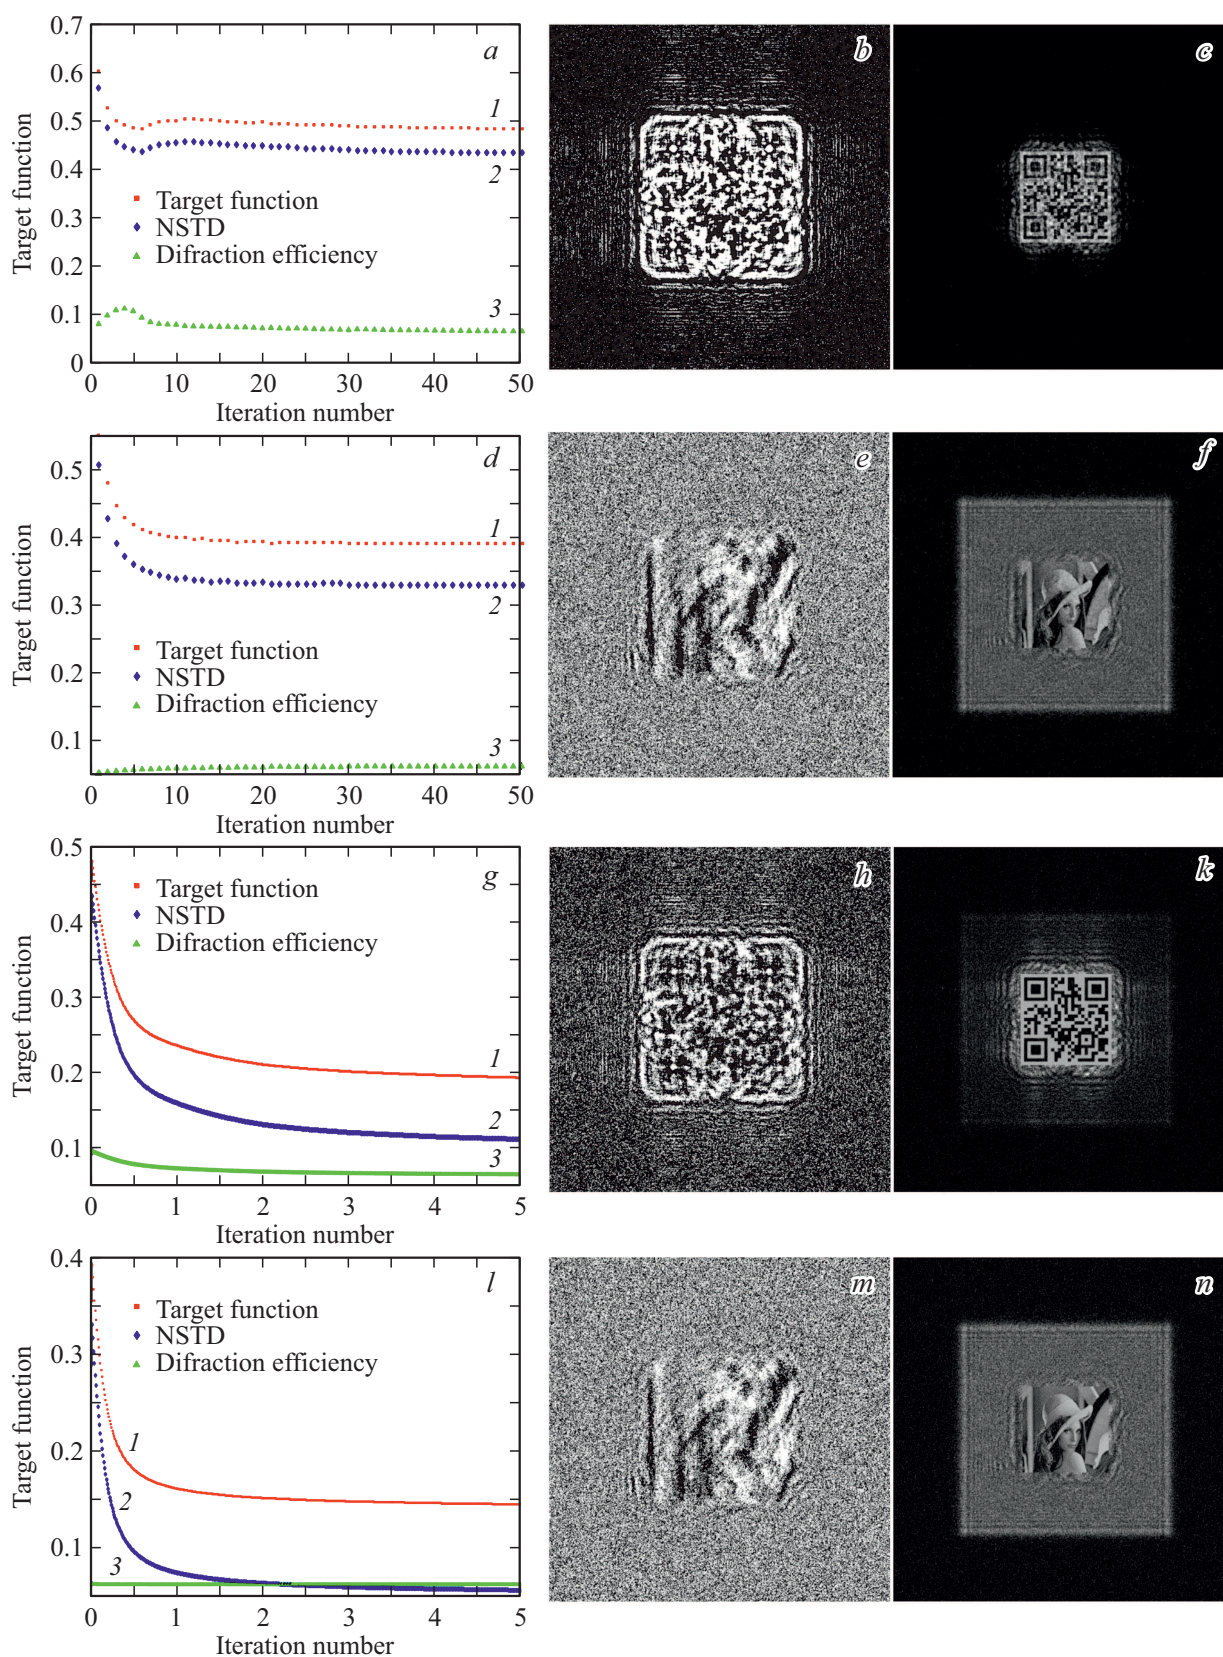 0.7
0.6
0.5
0.4
0.3
0.2
0.1
0
Target function
a
1
2
Target function
NSTD
Difraction efficiency
3
0 10 20 30 40 50
Iteration number
b
c
0.5
0.4
0.3
0.2
0.1
Target function
d
1
2
Target function
NSTD
Difraction efficiency
3
0 10 20 30 40 50
Iteration number
e
f
0.5
0.4
0.3
0.2
0.1
Target function
g
Target function
NSTD
Difraction efficiency
1
2
3
0 1 2 3 4 5
Iteration number
h
k
0.4
0.3
0.2
0.1
Target function
l
Target function
NSTD
Difraction efficiency
1
2
3
0 1 2 3 4 5
Iteration number
m
n